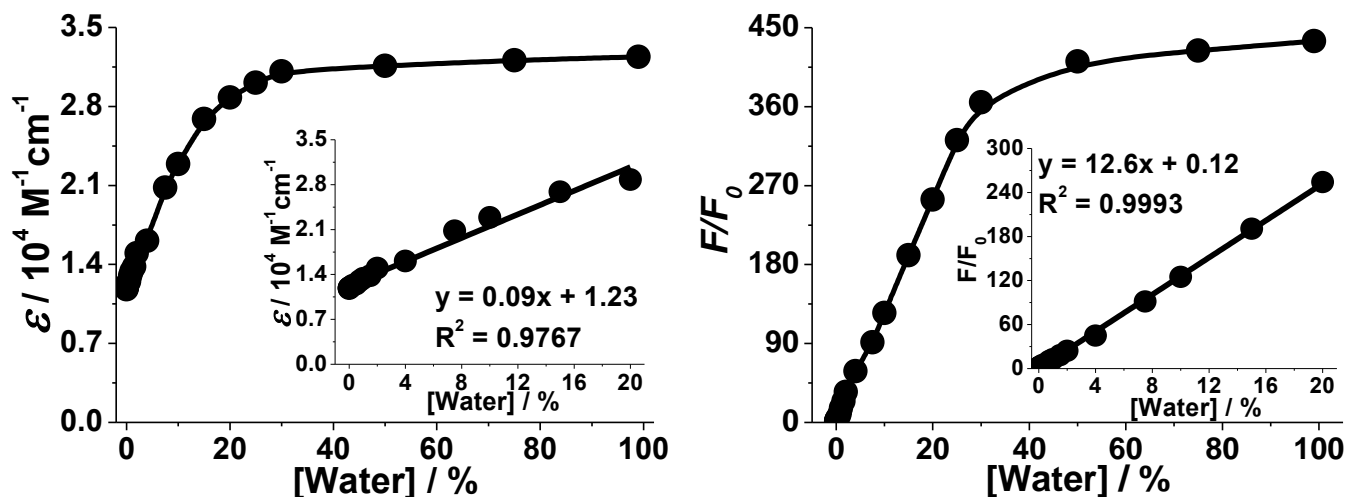 3.5
2.8
2.1
1.4
0.7
0.0
ε / 10⁴ M⁻¹cm⁻¹
0 20 40 60 80 100
[Water] / %
3.5
2.8
2.1
1.4
0.7
0.0
ε / 10⁴ M⁻¹cm⁻¹
y = 0.09x + 1.23
R² = 0.9767
0 4 8 12 16 20
[Water] / %
450
360
270
180
90
0
F/F₀
0 20 40 60 80 100
[Water] / %
300
240
180
120
60
0
F/F₀
y = 12.6x + 0.12
R² = 0.9993
0 4 8 12 16 20
[Water] / %